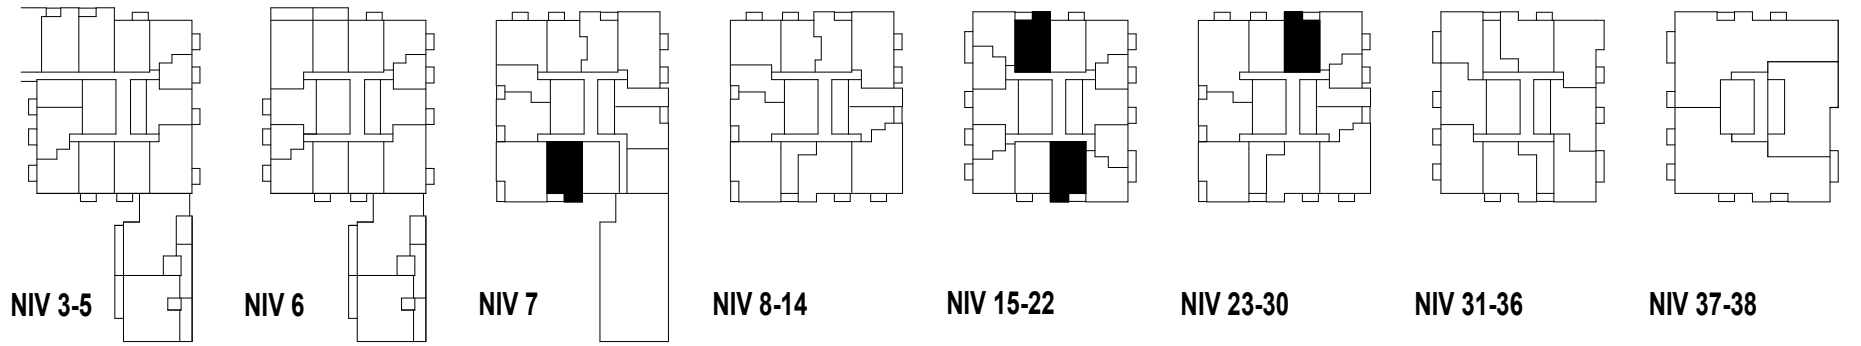 NIV 3-5
NIV 6
NIV 7
NIV 8-14
NIV 15-22
NIV 23-30
NIV 31-36
NIV 37-38